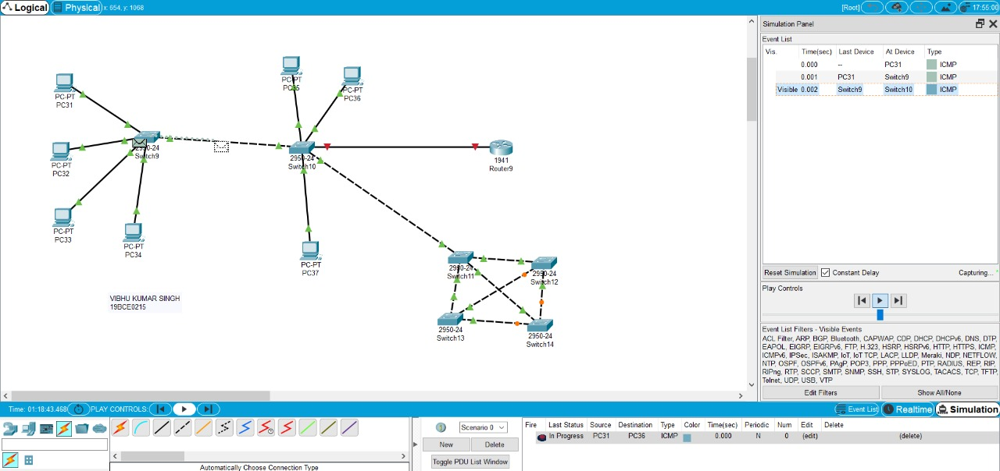 Logical Physical x: 654, y: 1068 [Root] 17:55:00
PC-PT
PC31
PC-PT
PC35
PC-PT
PC36
2950-24
Switch9
PC-PT
PC32
2950-24
Switch10
1941
Router9
PC-PT
PC33
PC-PT
PC34
PC-PT
PC37
2950-24
Switch11
2950-24
Switch12
2950-24
Switch13
2950-24
Switch14
VIBHU KUMAR SINGH
19BCE0215
Simulation Panel
Event List
Vis. Time(sec) Last Device At Device Type
0.000 -- PC31 ICMP
0.001 PC31 Switch9 ICMP
Visible 0.002 Switch9 Switch10 ICMP
Reset Simulation Constant Delay Capturing...
Play Controls
Event List Filters - Visible Events
ACL Filter, ARP, BGP, Bluetooth, CAPWAP, CDP, DHCP, DHCPv6, DNS, DTP,
EAPOL, EIGRP, EIGRPv6, FTP, H.323, HSRP, HSRPv6, HTTP, HTTPS, ICMP,
ICMPv6, IPSec, ISAKMP, IoT, IoT TCP, LACP, LLDP, Meraki, NDP, NETFLOW,
NTP, OSPF, OSPFv6, PAgP, POP3, PPP, PPPoED, PTP, RADIUS, REP, RIP,
RIPng, RTP, SCCP, SMTP, SNMP, SSH, STP, SYSLOG, TACACS, TCP, TFTP,
Telnet, UDP, USB, VTP
Edit Filters Show All/None
Time: 01:18:43.468 PLAY CONTROLS: Event List Realtime Simulation
Automatically Choose Connection Type
Scenario 0
New Delete
Toggle PDU List Window
Fire Last Status Source Destination Type Color Time(sec) Periodic Num Edit Delete
In Progress PC31 PC36 ICMP 0.000 N 0 (edit) (delete)